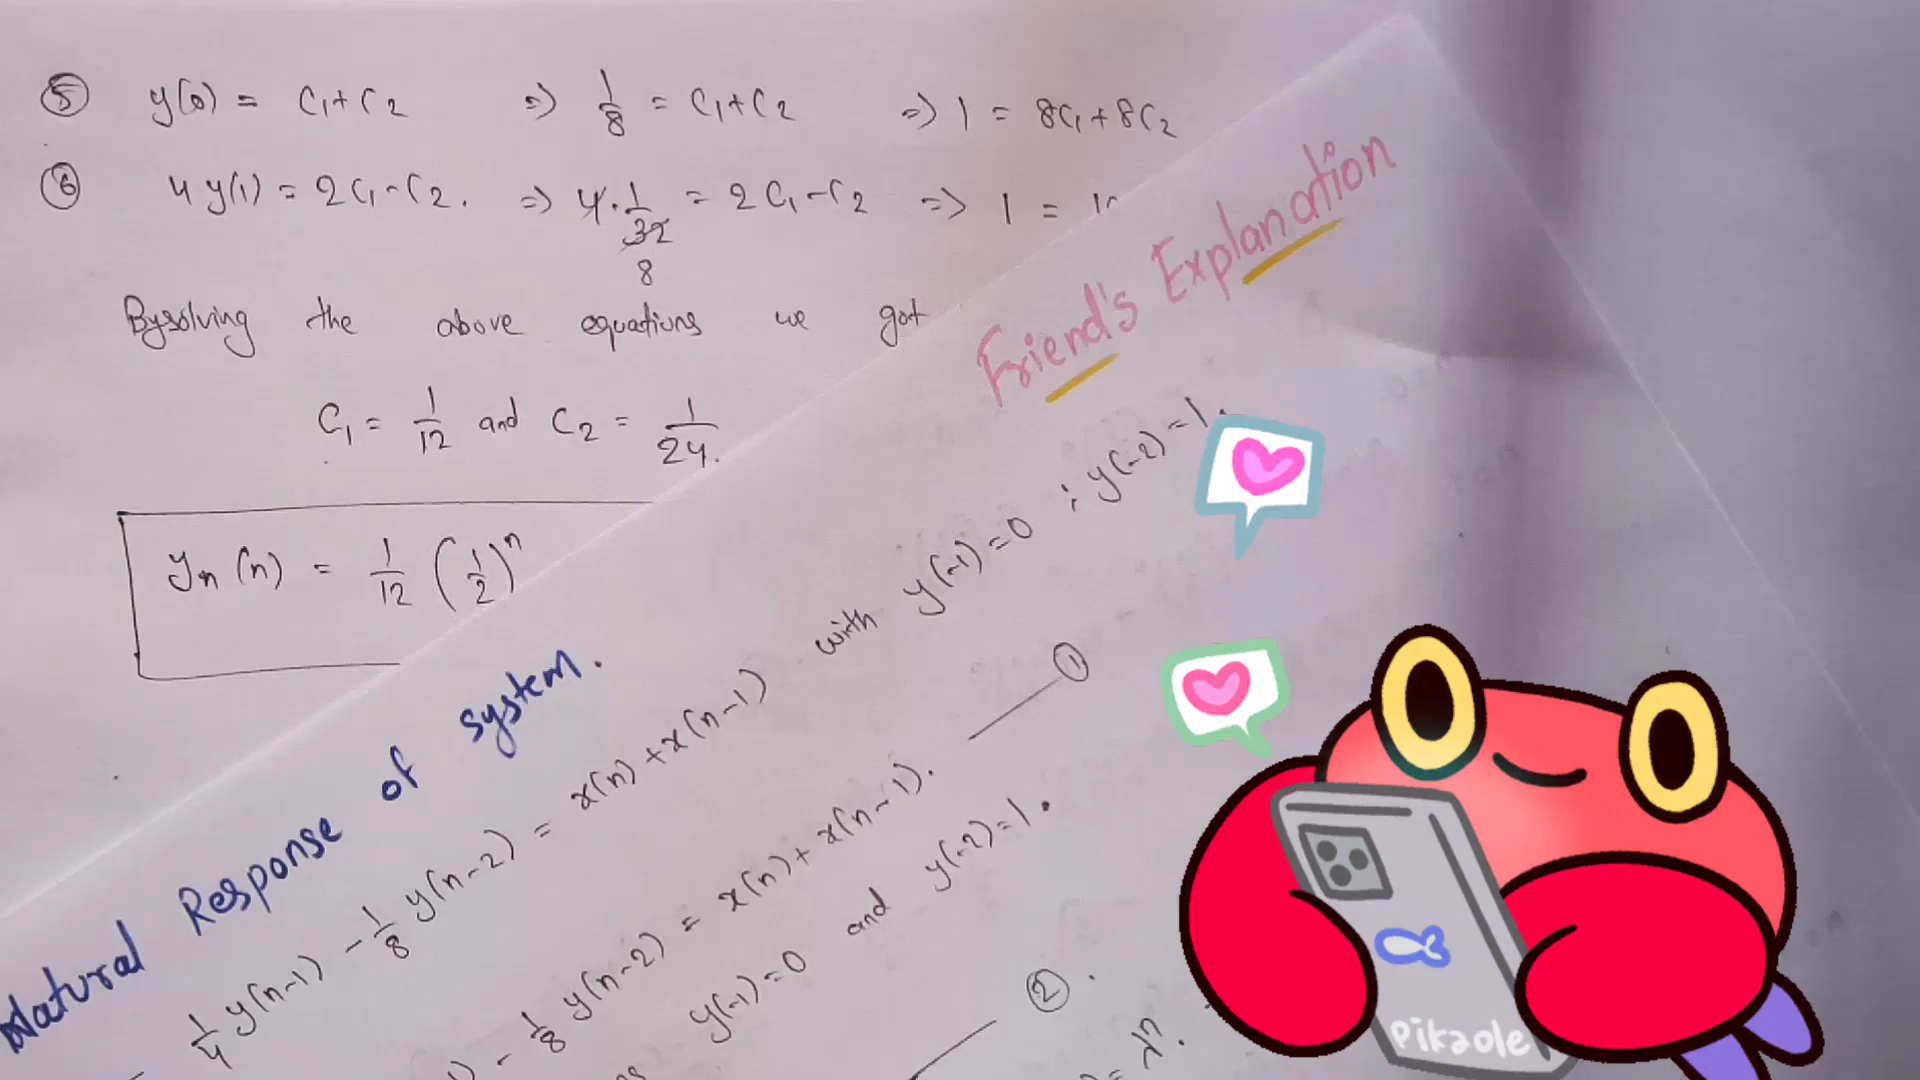 ⑤ y(0) = C₁+C₂ => 1/8 = C₁+C₂ => 1 = 8C₁+8C₂
⑥ 4y(1) = 2C₁-C₂. => 4·1/32 = 2C₁-C₂ => 1 =
8
By solving the above equations we got
C₁ = 1/12 and C₂ = 1/24.
yn(n) = 1/12 (1/2)ⁿ
Friend's Explanation
Natural Response of system.
1/4 y(n-1) - 1/8 y(n-2) = x(n) + x(n-1) with y(-1)=0 ; y(-2)=1.
- 1/8 y(n-2) = x(n) + x(n-1). ①
y(-1)=0 and y(-2)=1.
② .
= λⁿ.
Pikaole